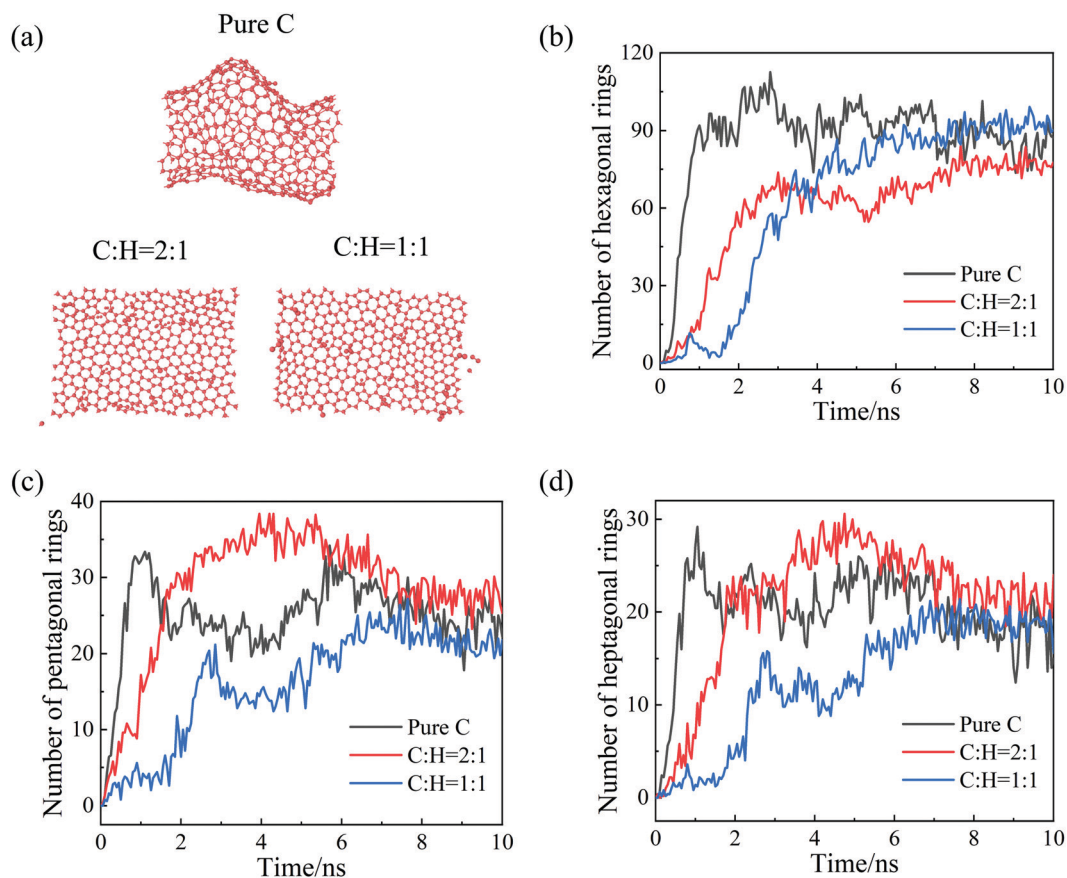 (a)
Pure C
C:H=2:1
C:H=1:1
(b)
Number of hexagonal rings
120
90
60
30
0
Pure C
C:H=2:1
C:H=1:1
0
2
4
6
8
10
Time/ns
(c)
Number of pentagonal rings
40
30
20
10
0
Pure C
C:H=2:1
C:H=1:1
0
2
4
6
8
10
Time/ns
(d)
Number of heptagonal rings
30
20
10
0
Pure C
C:H=2:1
C:H=1:1
0
2
4
6
8
10
Time/ns